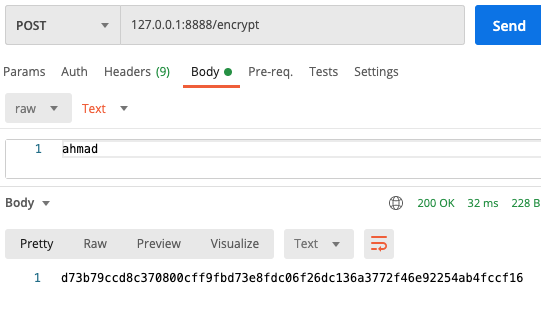 POST 127.0.0.1:8888/encrypt Send
Params Auth Headers (9) Body Pre-req. Tests Settings
raw Text
1 ahmad
Body 200 OK 32 ms 228 B
Pretty Raw Preview Visualize Text
1 d73b79ccd8c370800cff9fbd73e8fdc06f26dc136a3772f46e92254ab4fccf16